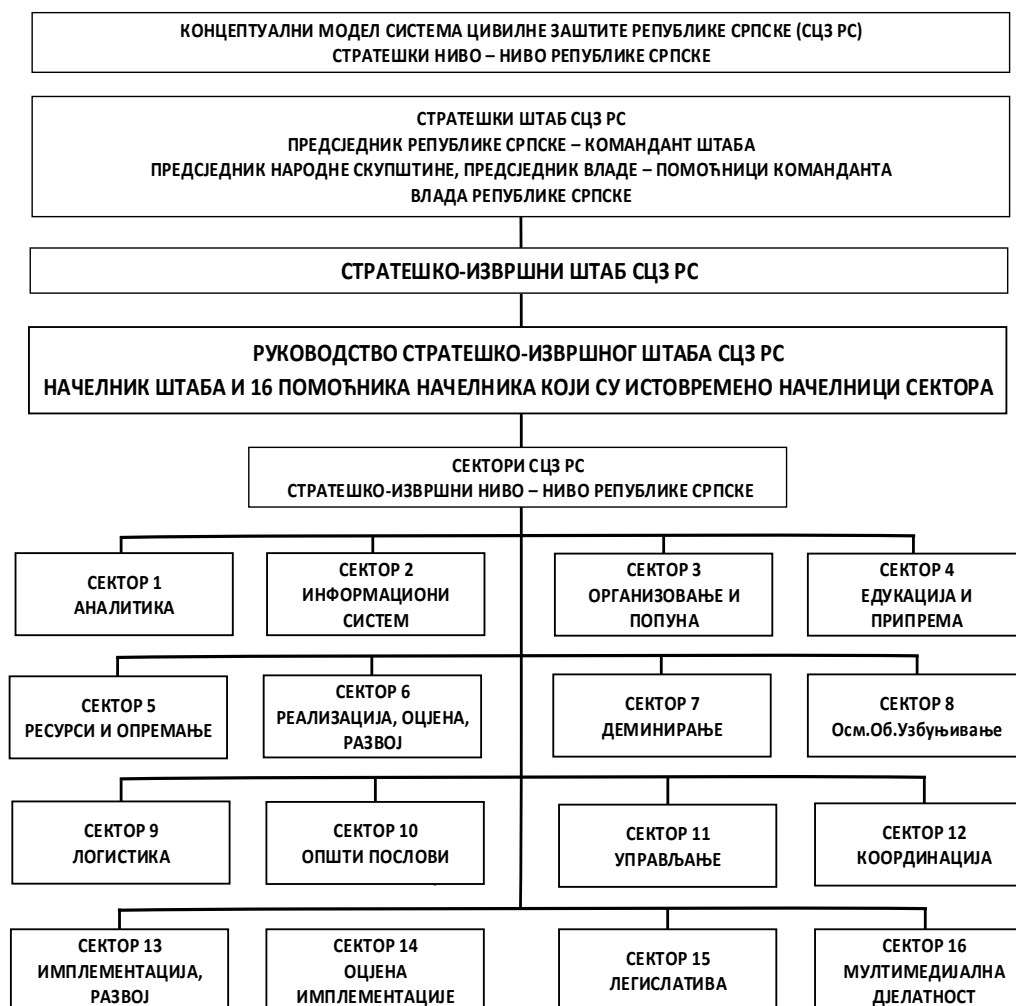 КОНЦЕПТУАЛНИ МОДЕЛ СИСТЕМА ЦИВИЛНЕ ЗАШТИТЕ РЕПУБЛИКЕ СРПСКЕ (СЦЗ РС)
СТРАТЕШКИ НИВО – НИВО РЕПУБЛИКЕ СРПСКЕ
СТРАТЕШКИ ШТАБ СЦЗ РС
ПРЕДСЈЕДНИК РЕПУБЛИКЕ СРПСКЕ – КОМАНДАНТ ШТАБА
ПРЕДСЈЕДНИК НАРОДНЕ СКУПШТИНЕ, ПРЕДСЈЕДНИК ВЛАДЕ – ПОМОЋНИЦИ КОМАНДАНТА
ВЛАДА РЕПУБЛИКЕ СРПСКЕ
СТРАТЕШКО-ИЗВРШНИ ШТАБ СЦЗ РС
РУКОВОДСТВО СТРАТЕШКО-ИЗВРШНОГ ШТАБА СЦЗ РС
НАЧЕЛНИК ШТАБА И 16 ПОМОЋНИКА НАЧЕЛНИКА КОЈИ СУ ИСТОВРЕМЕНО НАЧЕЛНИЦИ СЕКТОРА
СЕКТОРИ СЦЗ РС
СТРАТЕШКО-ИЗВРШНИ НИВО – НИВО РЕПУБЛИКЕ СРПСКЕ
СЕКТОР 1
АНАЛИТИКА
СЕКТОР 2
ИНФОРМАЦИОНИ
СИСТЕМ
СЕКТОР 3
ОРГАНИЗОВАЊЕ И
ПОПУНА
СЕКТОР 4
ЕДУКАЦИЈА И
ПРИПРЕМА
СЕКТОР 5
РЕСУРСИ И ОПРЕМАЊЕ
СЕКТОР 6
РЕАЛИЗАЦИЈА, ОЦЈЕНА,
РАЗВОЈ
СЕКТОР 7
ДЕМИНИРАЊЕ
СЕКТОР 8
Осм.Об.Узбуњивање
СЕКТОР 9
ЛОГИСТИКА
СЕКТОР 10
ОПШТИ ПОСЛОВИ
СЕКТОР 11
УПРАВЉАЊЕ
СЕКТОР 12
КООРДИНАЦИЈА
СЕКТОР 13
ИМПЛЕМЕНТАЦИЈА,
РАЗВОЈ
СЕКТОР 14
ОЦЈЕНА
ИМПЛЕМЕНТАЦИЈЕ
СЕКТОР 15
ЛЕГИСЛАТИВА
СЕКТОР 16
МУЛТИМЕДИЈАЛНА
ДЈЕЛАТНОСТ